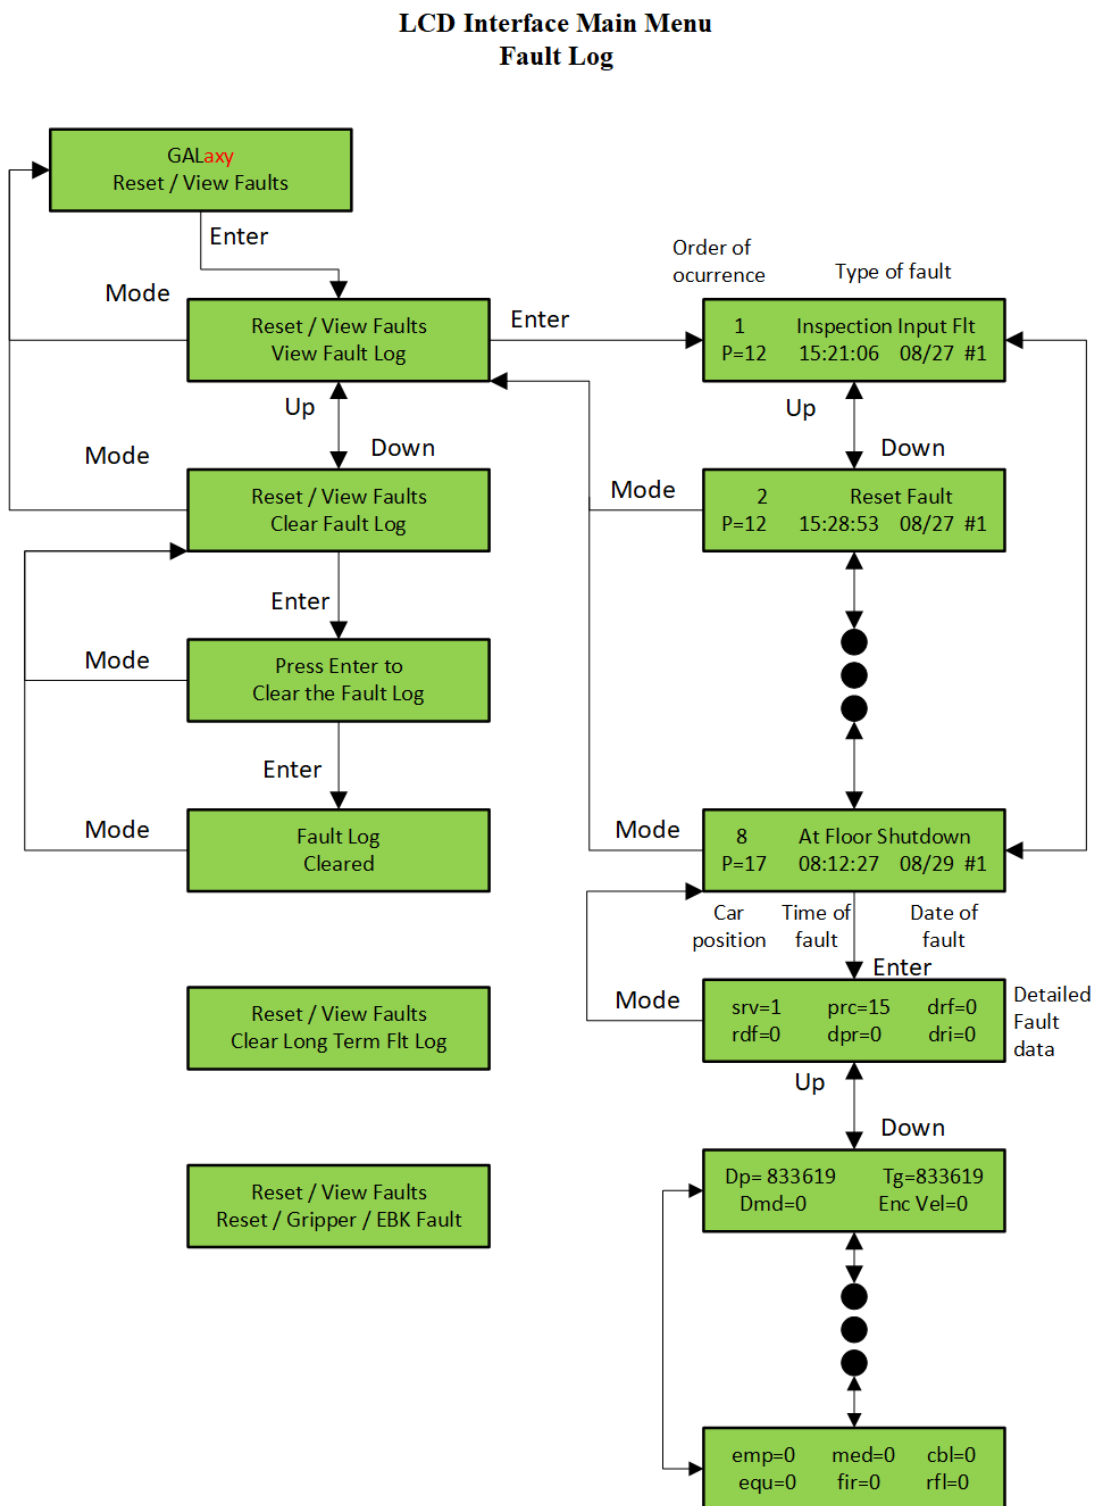 LCD Interface Main Menu
Fault Log
GALaxy
Reset / View Faults
Enter
Order of
ocurrence
Type of fault
Mode
Reset / View Faults
View Fault Log
Enter
1 Inspection Input Flt
P=12 15:21:06 08/27 #1
Up
Down
Up
Down
Mode
Reset / View Faults
Clear Fault Log
Mode
2 Reset Fault
P=12 15:28:53 08/27 #1
Enter
Mode
Press Enter to
Clear the Fault Log
Enter
Mode
Fault Log
Cleared
Mode
8 At Floor Shutdown
P=17 08:12:27 08/29 #1
Car
position
Time of
fault
Date of
fault
Enter
Mode
srv=1 prc=15 drf=0
rdf=0 dpr=0 dri=0
Detailed
Fault
data
Reset / View Faults
Clear Long Term Flt Log
Up
Down
Reset / View Faults
Reset / Gripper / EBK Fault
Dp= 833619 Tg=833619
Dmd=0 Enc Vel=0
emp=0 med=0 cbl=0
equ=0 fir=0 rfl=0